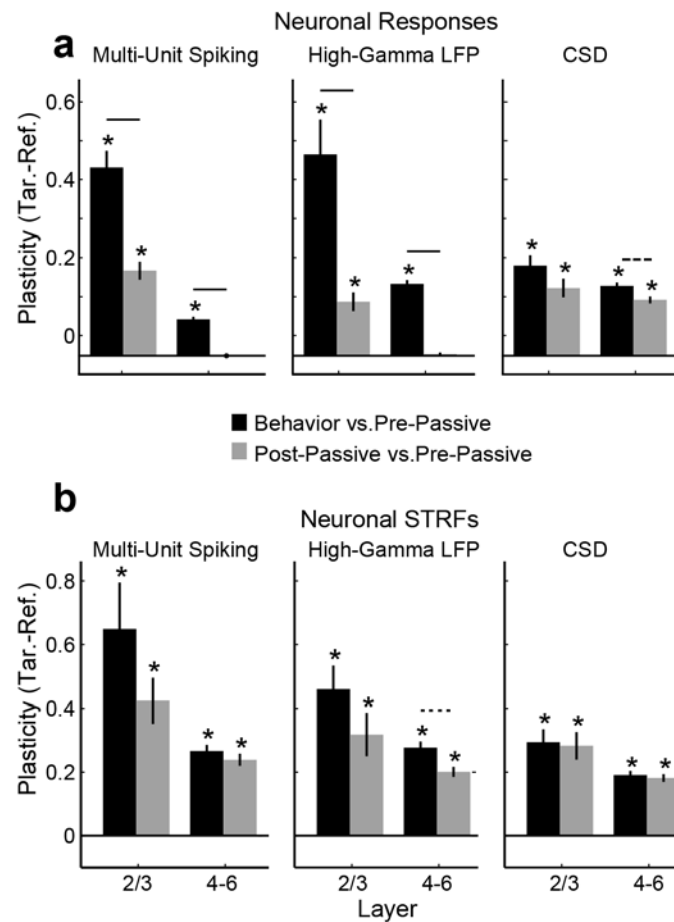 Neuronal Responses
a
Multi-Unit Spiking High-Gamma LFP CSD
Plasticity (Tar.-Ref.)
0.6
0.4
0.2
0
* * *
* * * *
* * * *
Behavior vs.Pre-Passive
Post-Passive vs.Pre-Passive
b
Neuronal STRFs
Multi-Unit Spiking High-Gamma LFP CSD
Plasticity (Tar.-Ref.)
0.8
0.6
0.4
0.2
0
* * * *
* * * *
* * * *
2/3 4-6 2/3 4-6 2/3 4-6
Layer